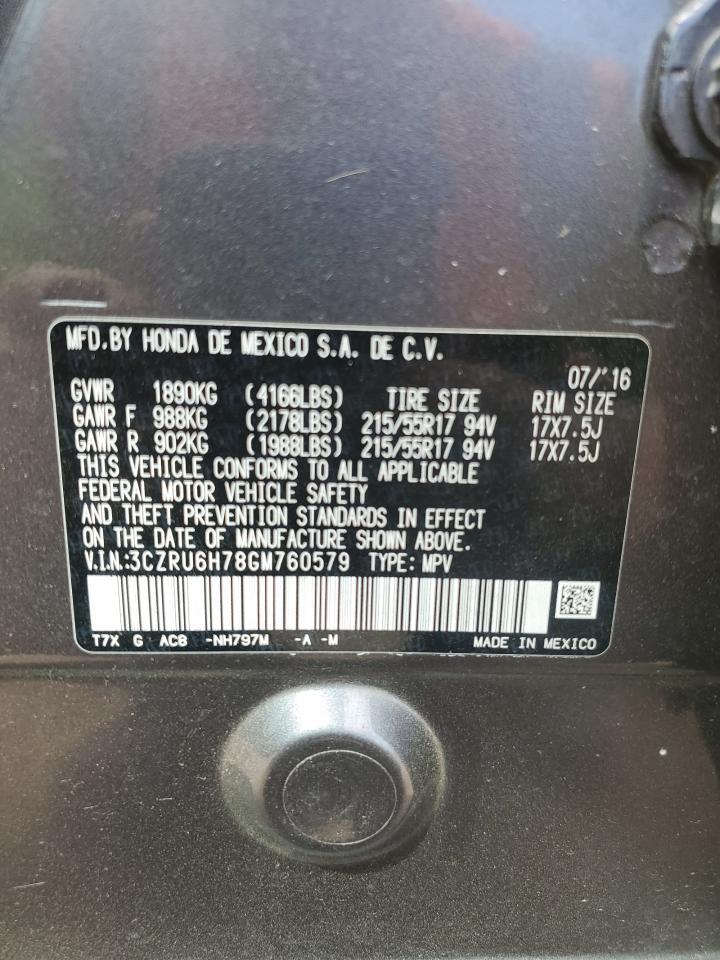 MFD.BY HONDA DE MEXICO S.A. DE C.V.
07/'16
GVWR 1890KG (4166LBS) TIRE SIZE RIM SIZE
GAWR F 988KG (2178LBS) 215/55R17 94V 17X7.5J
GAWR R 902KG (1988LBS) 215/55R17 94V 17X7.5J
THIS VEHICLE CONFORMS TO ALL APPLICABLE
FEDERAL MOTOR VEHICLE SAFETY
AND THEFT PREVENTION STANDARDS IN EFFECT
ON THE DATE OF MANUFACTURE SHOWN ABOVE.
V.I.N.:3CZRU6H78GM760579 TYPE: MPV
T7X G ACB -NH797M -A -M MADE IN MEXICO